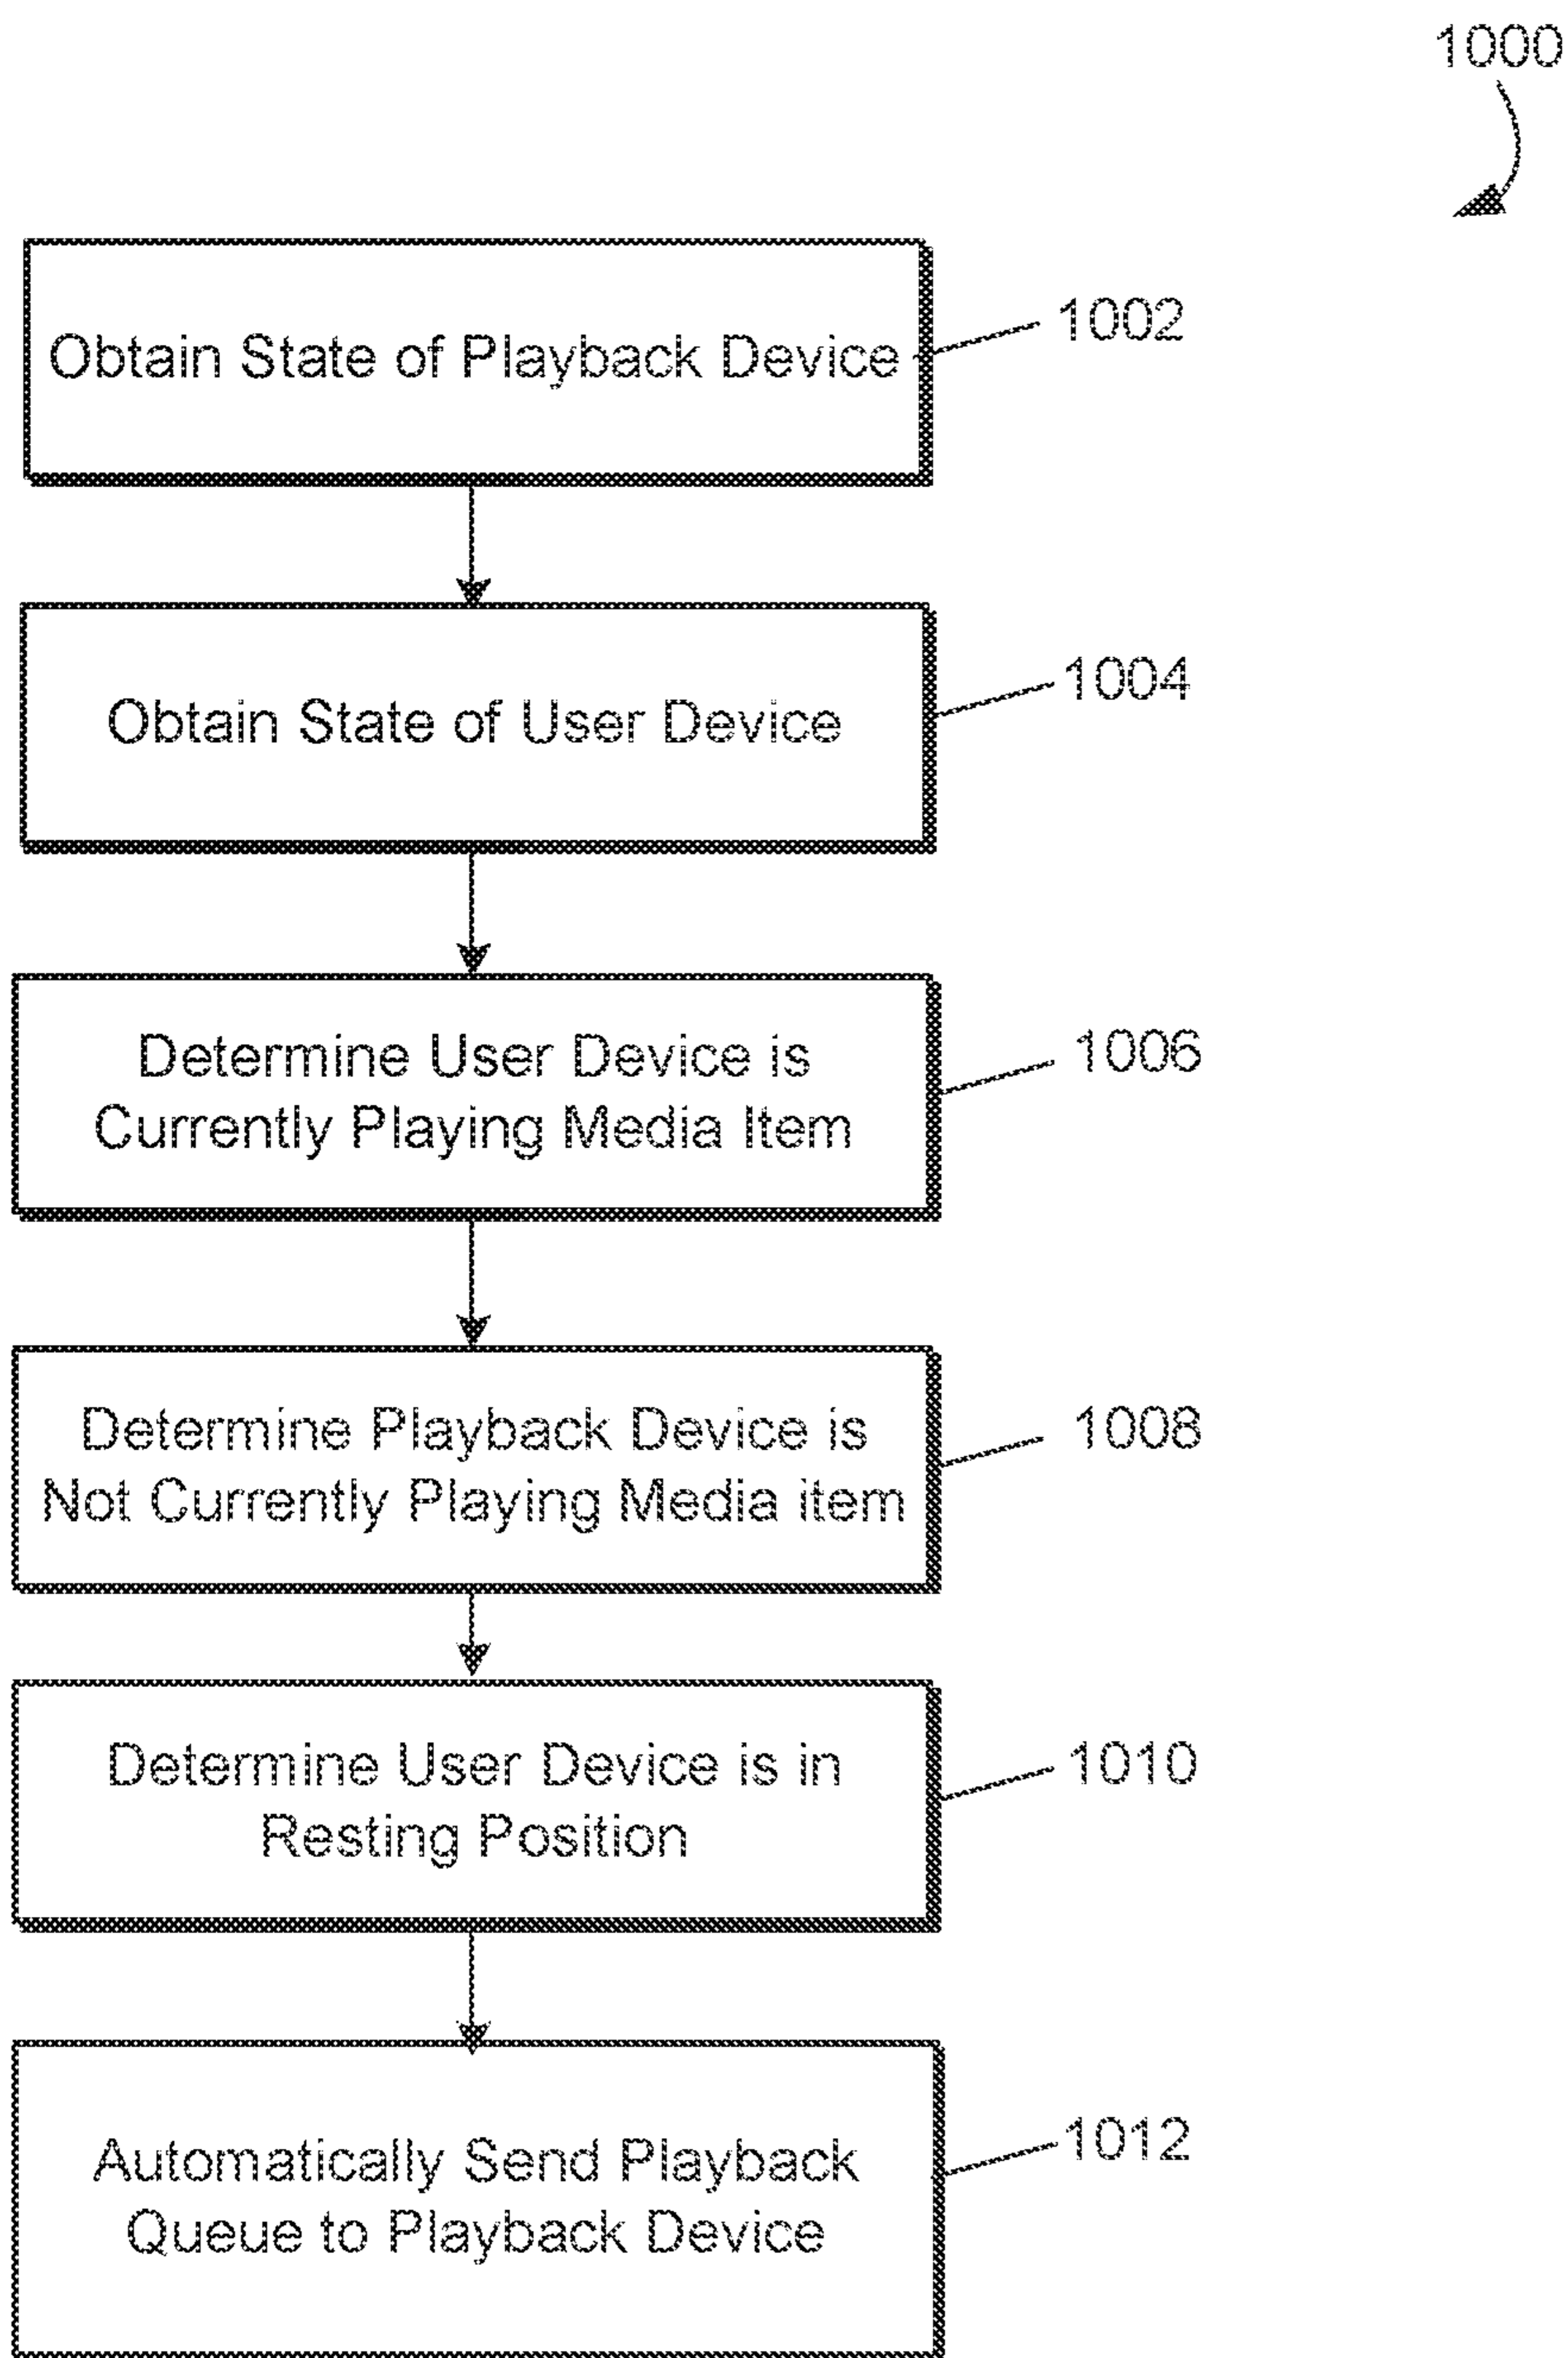 1000
Obtain State of Playback Device
1002
Obtain State of User Device
1004
Determine User Device is
Currently Playing Media Item
1006
Determine Playback Device is
Not Currently Playing Media item
1008
Determine User Device is in
Resting Position
1010
Automatically Send Playback
Queue to Playback Device
1012